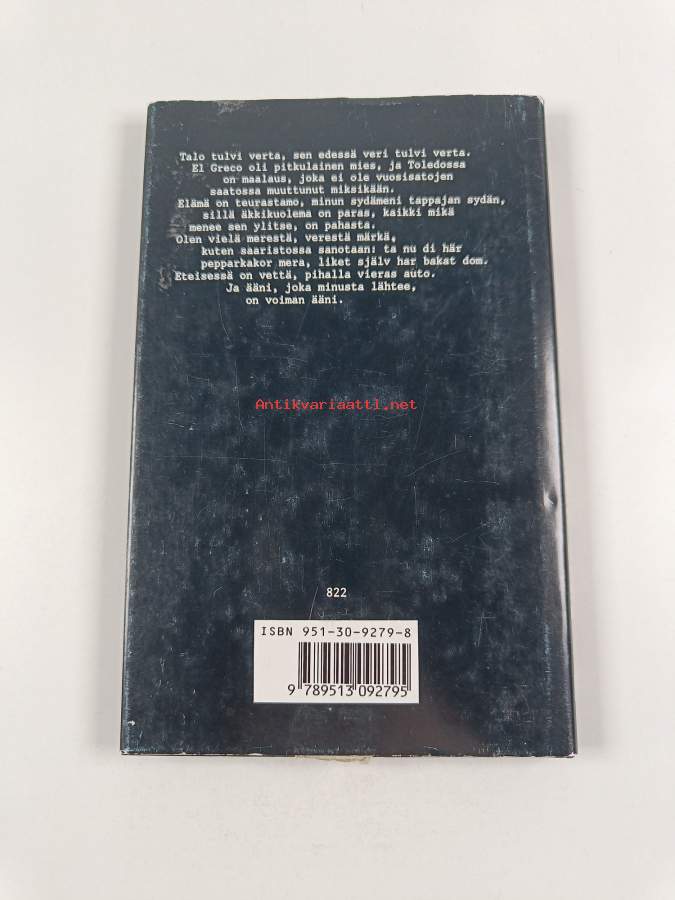 Talo tulvi verta, sen edessä veri tulvi verta.
El Greco oli pitkulainen mies, ja Toledossa
on maalaus, joka ei ole vuosisatojen
saatossa muuttunut miksikään.
Elämä on teurastamo, minun sydämeni tappajan sydän,
sillä äkkikuolema on paras, kaikki mikä
menee sen ylitse, on pahasta.
Olen vielä merestä, verestä märkä,
kuten saaristossa sanotaan: ta nu di här
pepparkakor mera, liket själv har bakat dom.
Eteisessä on vettä, pihalla vieras auto.
Ja ääni, joka minusta lähtee,
on voiman ääni.
Antikvariaattl.net
822
ISBN 951-30-9279-8
9 789513 092795